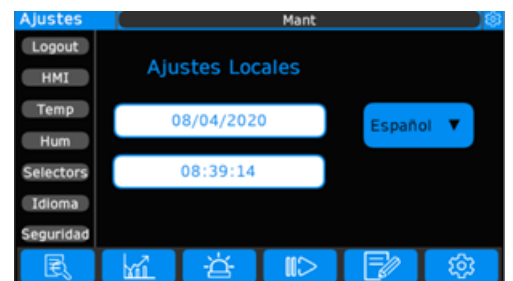 Ajustes
Mant
Logout
HMI
Temp
Hum
Selectors
Idioma
Seguridad
Ajustes Locales
08/04/2020
Español ▼
08:39:14